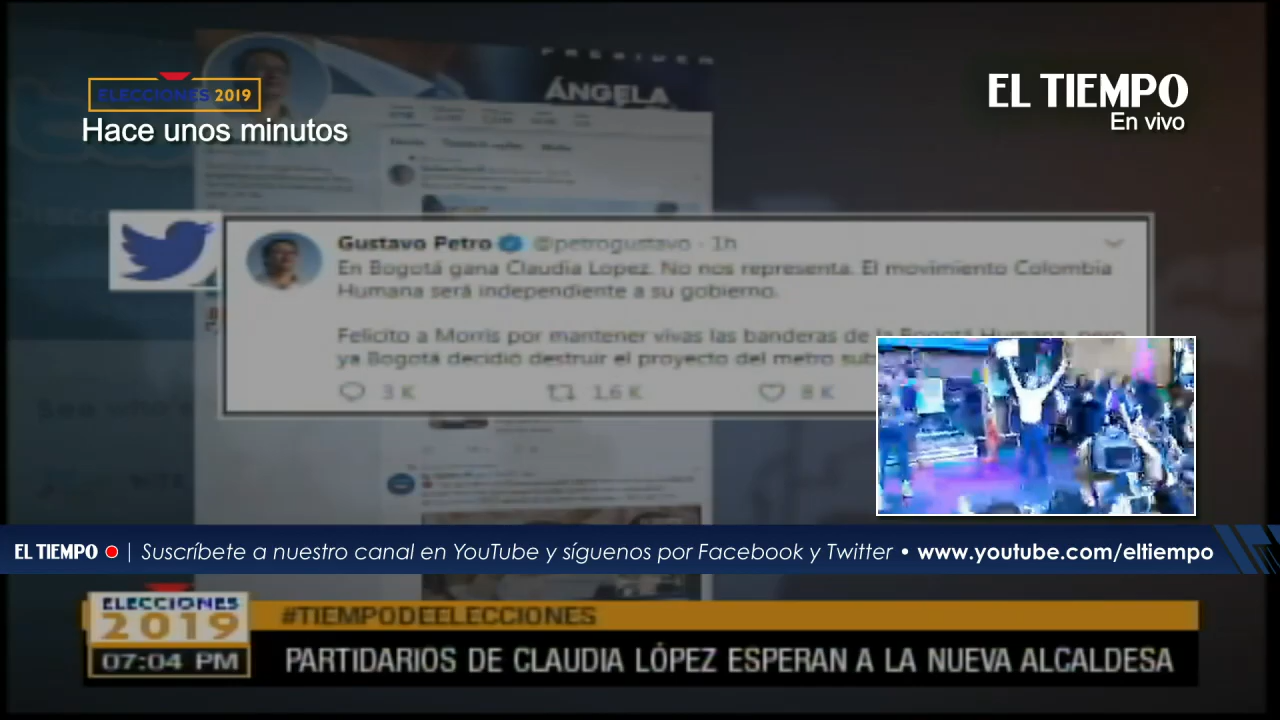 PRESIDEN
ÁNGELA
ELECCIONES 2019
Hace unos minutos
EL TIEMPO
En vivo
Gustavo Petro @petrogustavo · 1h
En Bogotá gana Claudia Lopez. No nos representa. El movimiento Colombia
Humana será independiente a su gobierno.
Felicito a Morris por mantener vivas las banderas de la Bogotá Humana, pero
ya Bogotá decidió destruir el proyecto del metro sub
3 K 1.6 K 8 K
EL TIEMPO | Suscríbete a nuestro canal en YouTube y síguenos por Facebook y Twitter • www.youtube.com/eltiempo
ELECCIONES
2019
#TIEMPODEELECCIONES
07:04 PM
PARTIDARIOS DE CLAUDIA LÓPEZ ESPERAN A LA NUEVA ALCALDESA